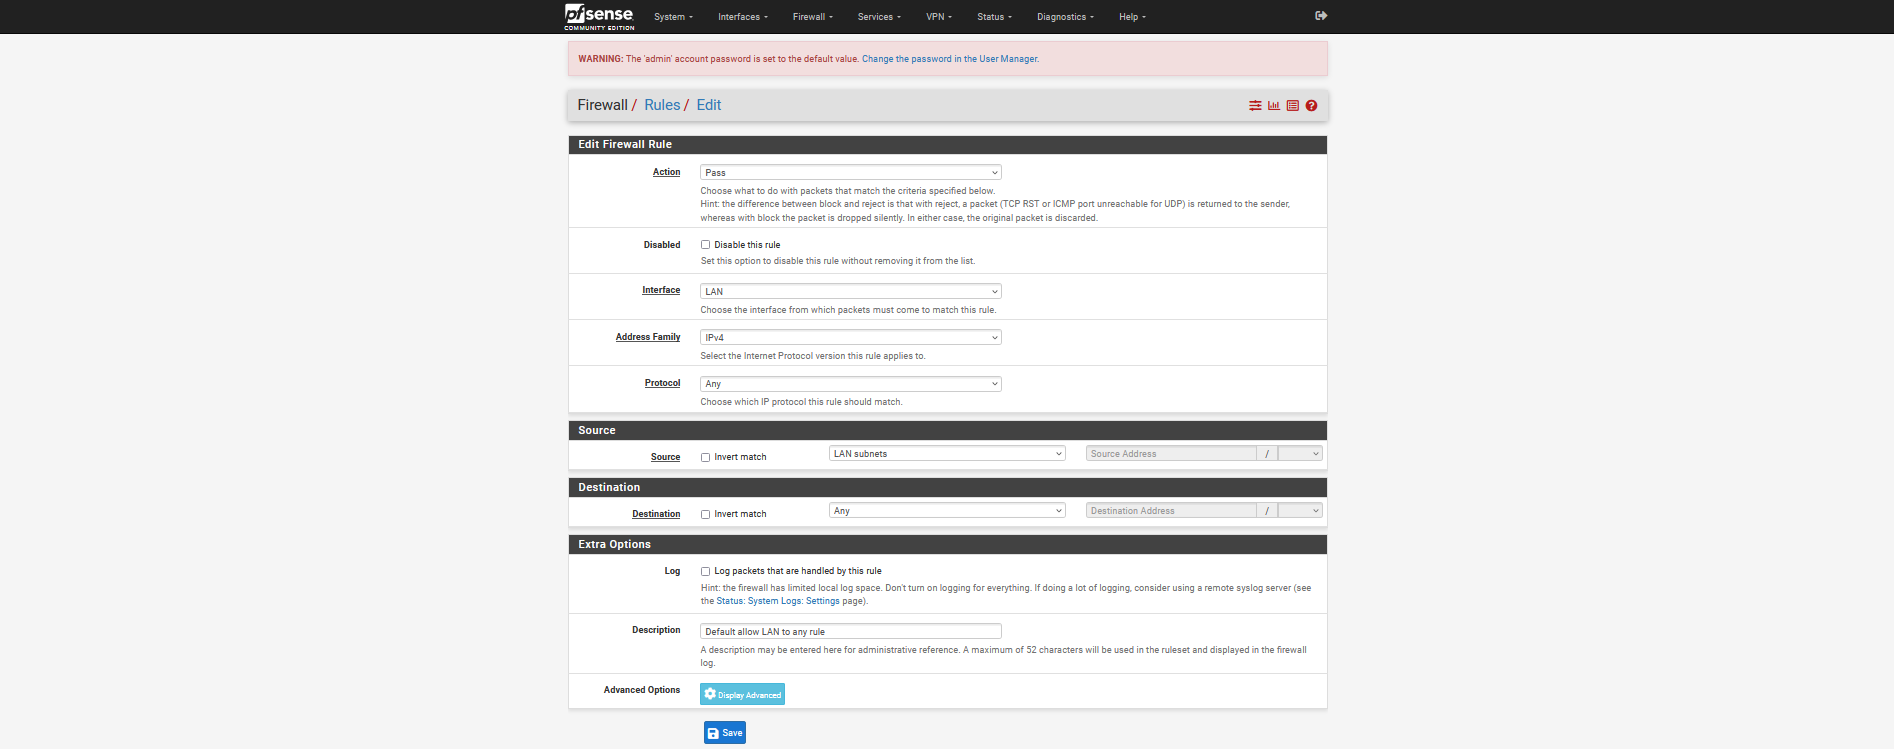 pfsense
COMMUNITY EDITION
System Interfaces Firewall Services VPN Status Diagnostics Help
WARNING: The 'admin' account password is set to the default value. Change the password in the User Manager.
Firewall / Rules / Edit
Edit Firewall Rule
Action Pass
Choose what to do with packets that match the criteria specified below.
Hint: the difference between block and reject is that with reject, a packet (TCP RST or ICMP port unreachable for UDP) is returned to the sender,
whereas with block the packet is dropped silently. In either case, the original packet is discarded.
Disabled Disable this rule
Set this option to disable this rule without removing it from the list.
Interface LAN
Choose the interface from which packets must come to match this rule.
Address Family IPv4
Select the Internet Protocol version this rule applies to.
Protocol Any
Choose which IP protocol this rule should match.
Source
Source Invert match LAN subnets Source Address /
Destination
Destination Invert match Any Destination Address /
Extra Options
Log Log packets that are handled by this rule
Hint: the firewall has limited local log space. Don't turn on logging for everything. If doing a lot of logging, consider using a remote syslog server (see
the Status: System Logs: Settings page).
Description Default allow LAN to any rule
A description may be entered here for administrative reference. A maximum of 52 characters will be used in the ruleset and displayed in the firewall
log.
Advanced Options Display Advanced
Save